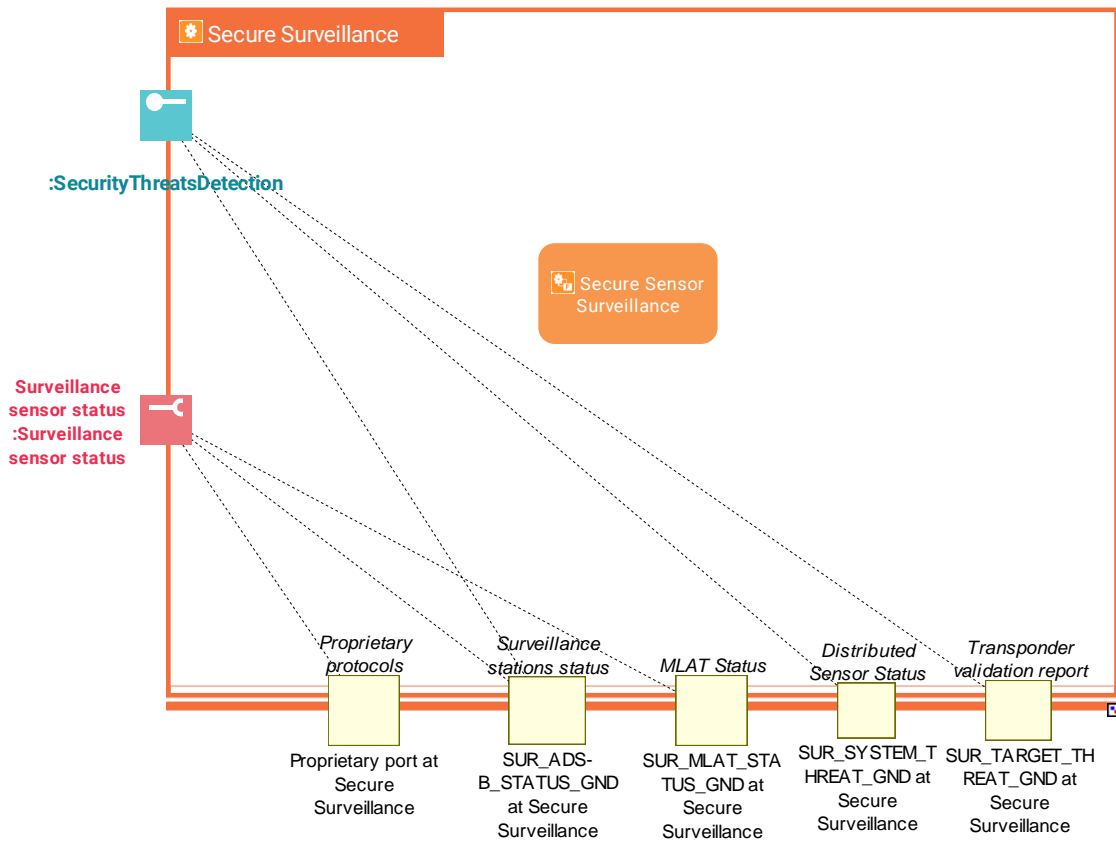 Secure Surveillance
:SecurityThreatsDetection
Secure Sensor
Surveillance
Surveillance
sensor status
:Surveillance
sensor status
Proprietary
protocols
Surveillance
stations status
MLAT Status
Distributed
Sensor Status
Transponder
validation report
Proprietary port at
Secure
Surveillance
SUR_ADS-
B_STATUS_GND
at Secure
Surveillance
SUR_MLAT_STA
TUS_GND at
Secure
Surveillance
SUR_SYSTEM_T
HREAT_GND at
Secure
Surveillance
SUR_TARGET_TH
REAT_GND at
Secure
Surveillance